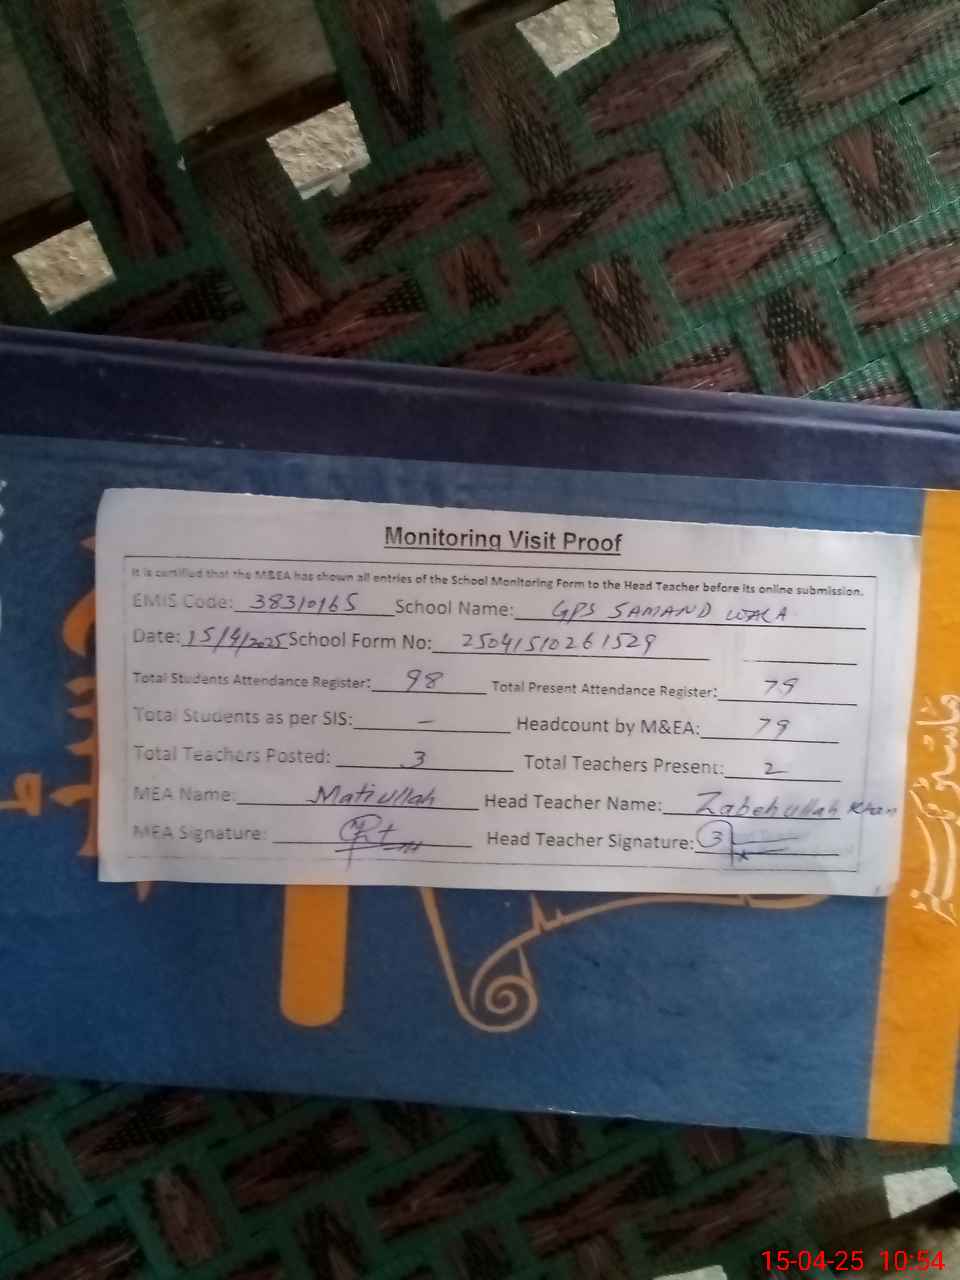 Monitoring Visit Proof
It is certified that the M&EA has shown all entries of the School Monitoring Form to the Head Teacher before its online submission.
EMIS Code: 38310165 School Name: GPS SAMAND WALA
Date: 15/4/2025 School Form No: 25041510261529
Total Students Attendance Register: 98 Total Present Attendance Register: 79
Total Students as per SIS: — Headcount by M&EA: 79
Total Teachers Posted: 3 Total Teachers Present: 2
MEA Name: Matiullah Head Teacher Name: Zabeh ullah Khan
MEA Signature: Head Teacher Signature:
15-04-25 10:54